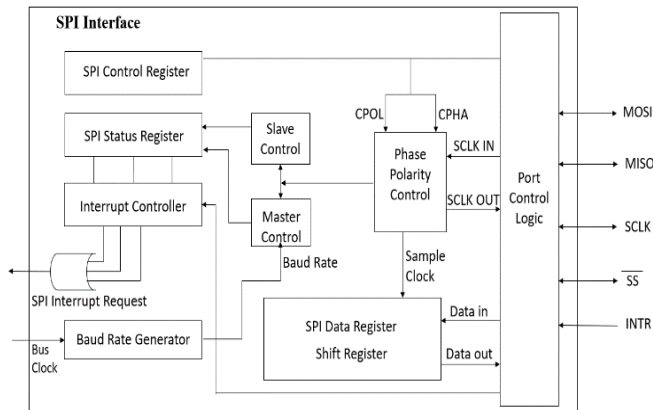 SPI Interface
SPI Control Register
CPOL
CPHA
MOSI
SPI Status Register
Slave
Control
Phase
Polarity
Control
SCLK IN
SCLK OUT
MISO
Port
Control
Logic
Interrupt Controller
Master
Control
SCLK
Baud Rate
Sample
Clock
SS
SPI Interrupt Request
Data in
INTR
Bus
Clock
Baud Rate Generator
SPI Data Register
Shift Register
Data out